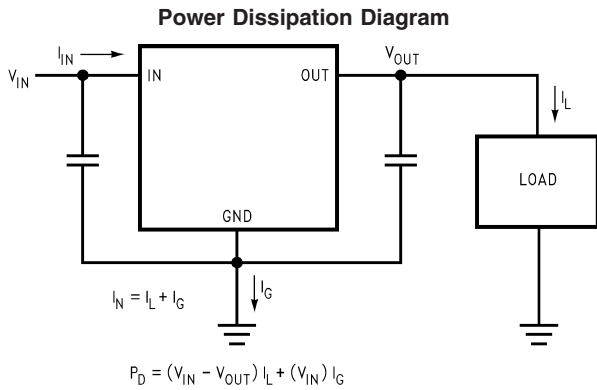 Power Dissipation Diagram
I_IN
V_IN
IN
OUT
V_OUT
I_L
LOAD
GND
I_G
I_N = I_L + I_G
P_D = (V_IN − V_OUT) I_L + (V_IN) I_G